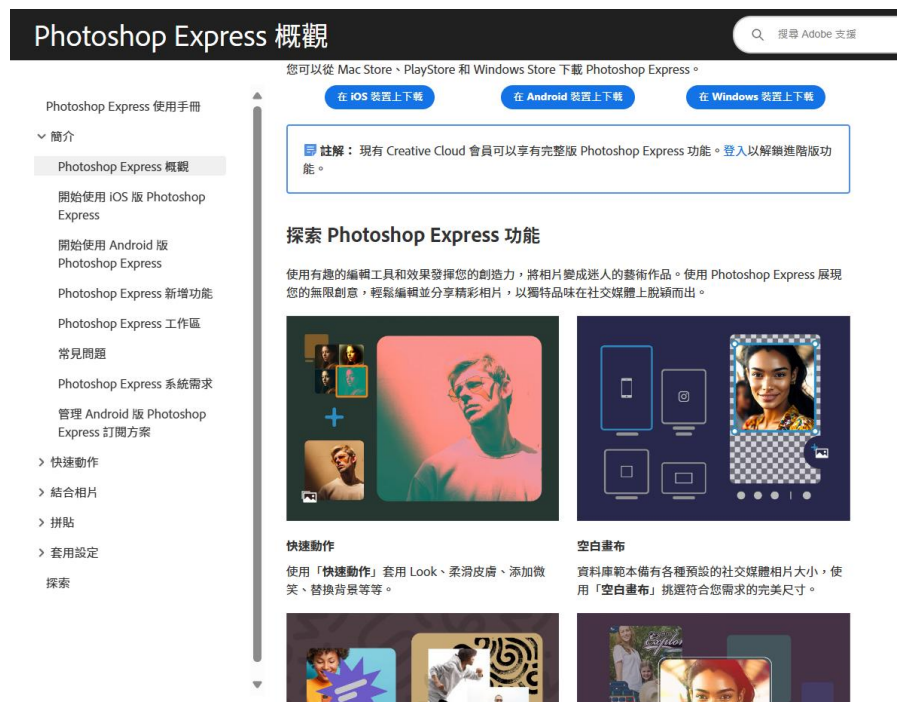 Photoshop Express 概觀
搜尋 Adobe 支援
Photoshop Express 使用手冊
簡介
Photoshop Express 概觀
開始使用 iOS 版 Photoshop
Express
開始使用 Android 版
Photoshop Express
Photoshop Express 新增功能
Photoshop Express 工作區
常見問題
Photoshop Express 系統需求
管理 Android 版 Photoshop
Express 訂閱方案
快速動作
結合相片
拼貼
套用設定
探索
您可以從 Mac Store、PlayStore 和 Windows Store 下載 Photoshop Express。
在 iOS 裝置上下載
在 Android 裝置上下載
在 Windows 裝置上下載
註解： 現有 Creative Cloud 會員可以享有完整版 Photoshop Express 功能。登入以解鎖進階版功
能。
探索 Photoshop Express 功能
使用有趣的編輯工具和效果發揮您的創造力，將相片變成迷人的藝術作品。使用 Photoshop Express 展現
您的無限創意，輕鬆編輯並分享精彩相片，以獨特品味在社交媒體上脫穎而出。
快速動作
使用「快速動作」套用 Look、柔滑皮膚、添加微
笑、替換背景等等。
空白畫布
資料庫範本備有各種預設的社交媒體相片大小，使
用「空白畫布」挑選符合您需求的完美尺寸。
Explor